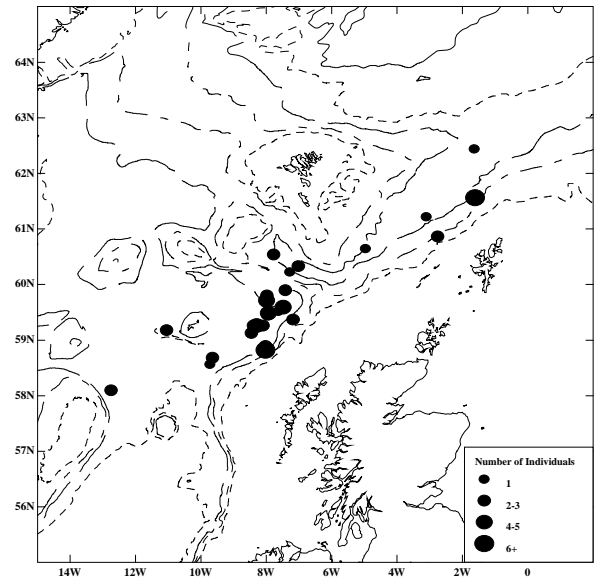 64N
63N
62N
61N
60N
59N
58N
57N
56N
14W 12W 10W 8W 6W 4W 2W 0
Number of Individuals
1
2-3
4-5
6+